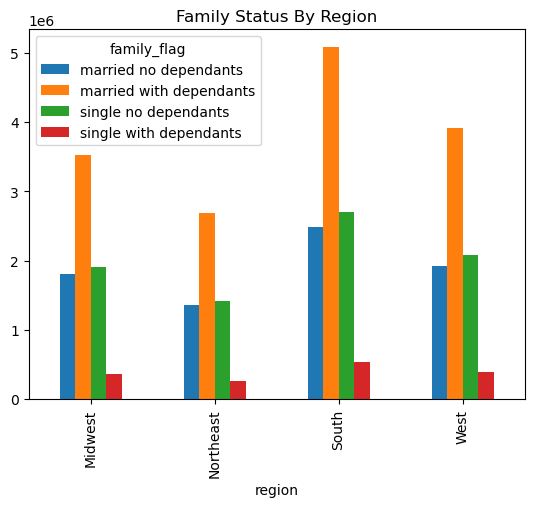 Family Status By Region
1e6
family_flag
married no dependants
married with dependants
single no dependants
single with dependants
5
4
3
2
1
0
Midwest
Northeast
South
West
region